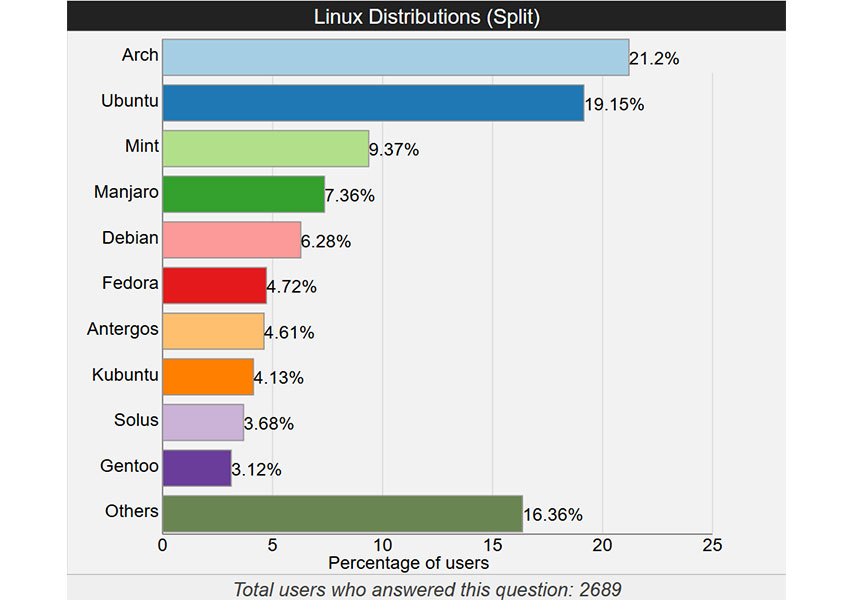 Linux Distributions (Split)
Arch 21.2%
Ubuntu 19.15%
Mint 9.37%
Manjaro 7.36%
Debian 6.28%
Fedora 4.72%
Antergos 4.61%
Kubuntu 4.13%
Solus 3.68%
Gentoo 3.12%
Others 16.36%
0 5 10 15 20 25
Percentage of users
Total users who answered this question: 2689